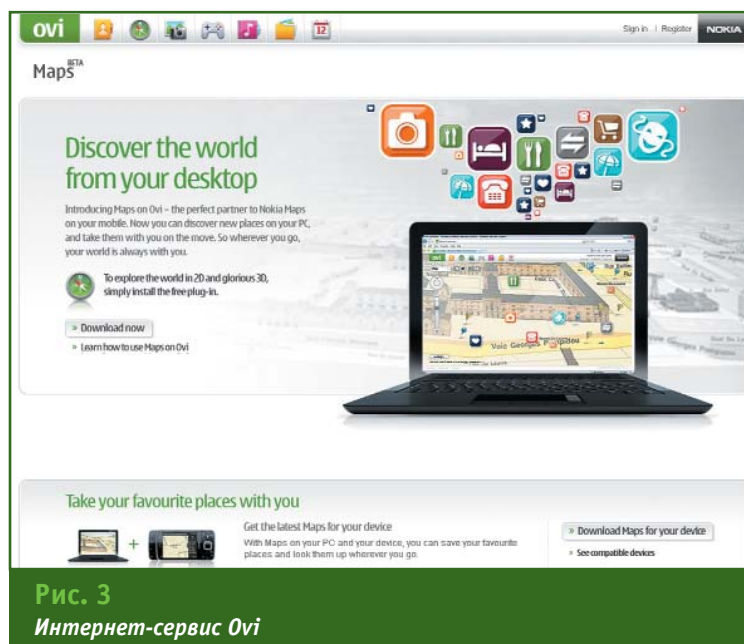 ovi
12
Sign in | Register
NOKIA
Maps BETA
Discover the world
from your desktop
Introducing Maps on Ovi – the perfect partner to Nokia Maps
on your mobile. Now you can discover new places on your PC,
and take them with you on the move. So wherever you go,
your world is always with you.
To explore the world in 2D and glorious 3D,
simply install the free plug-in.
» Download now
» Learn how to use Maps on Ovi
ovi
Voie Georges Pompidou
Take your favourite places with you
Get the latest Maps for your device
With Maps on your PC and your device, you can save your favourite
places and look them up wherever you go.
» Download Maps for your device
» See compatible devices
Рис. 3
Интернет-сервис Ovi